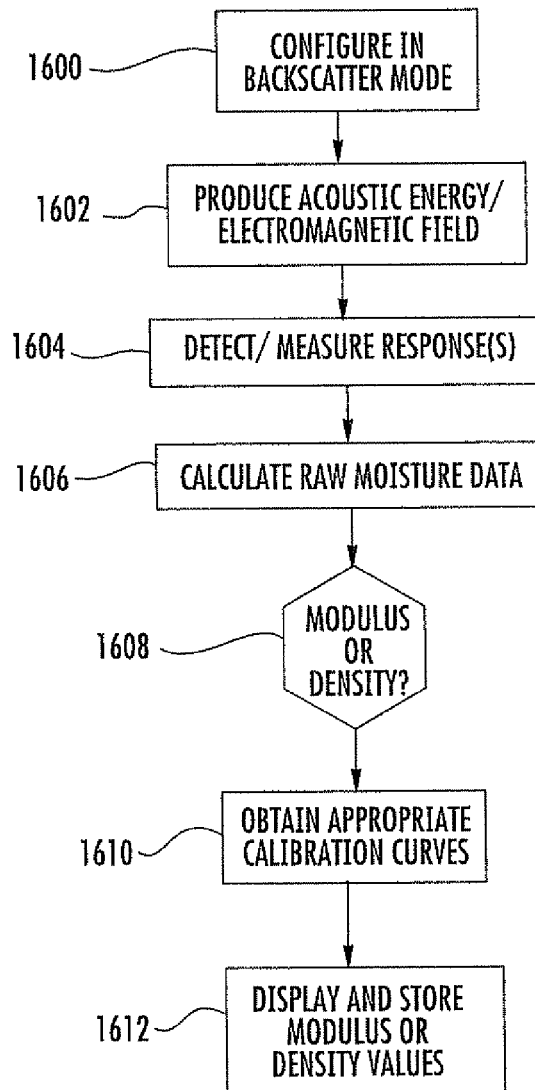 1600
CONFIGURE IN
BACKSCATTER MODE
1602
PRODUCE ACOUSTIC ENERGY/
ELECTROMAGNETIC FIELD
1604
DETECT/ MEASURE RESPONSE(S)
1606
CALCULATE RAW MOISTURE DATA
1608
MODULUS
OR
DENSITY?
1610
OBTAIN APPROPRIATE
CALIBRATION CURVES
1612
DISPLAY AND STORE
MODULUS OR
DENSITY VALUES